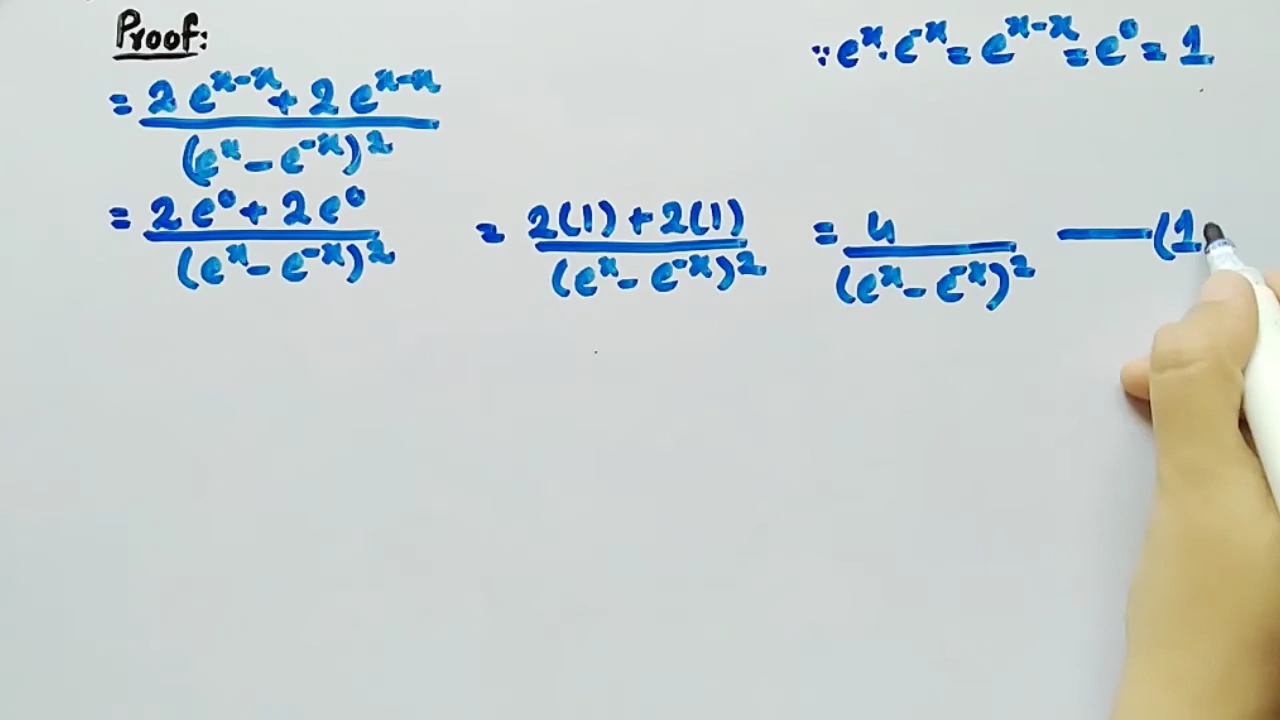 Proof:
∵ e^x · e^-x = e^x-x = e^0 = 1
= 2e^x-x + 2e^x-x / (e^x - e^-x)^2
= 2e^0 + 2e^0 / (e^x - e^-x)^2 = 2(1) + 2(1) / (e^x - e^-x)^2 = 4 / (e^x - e^-x)^2 —— (1